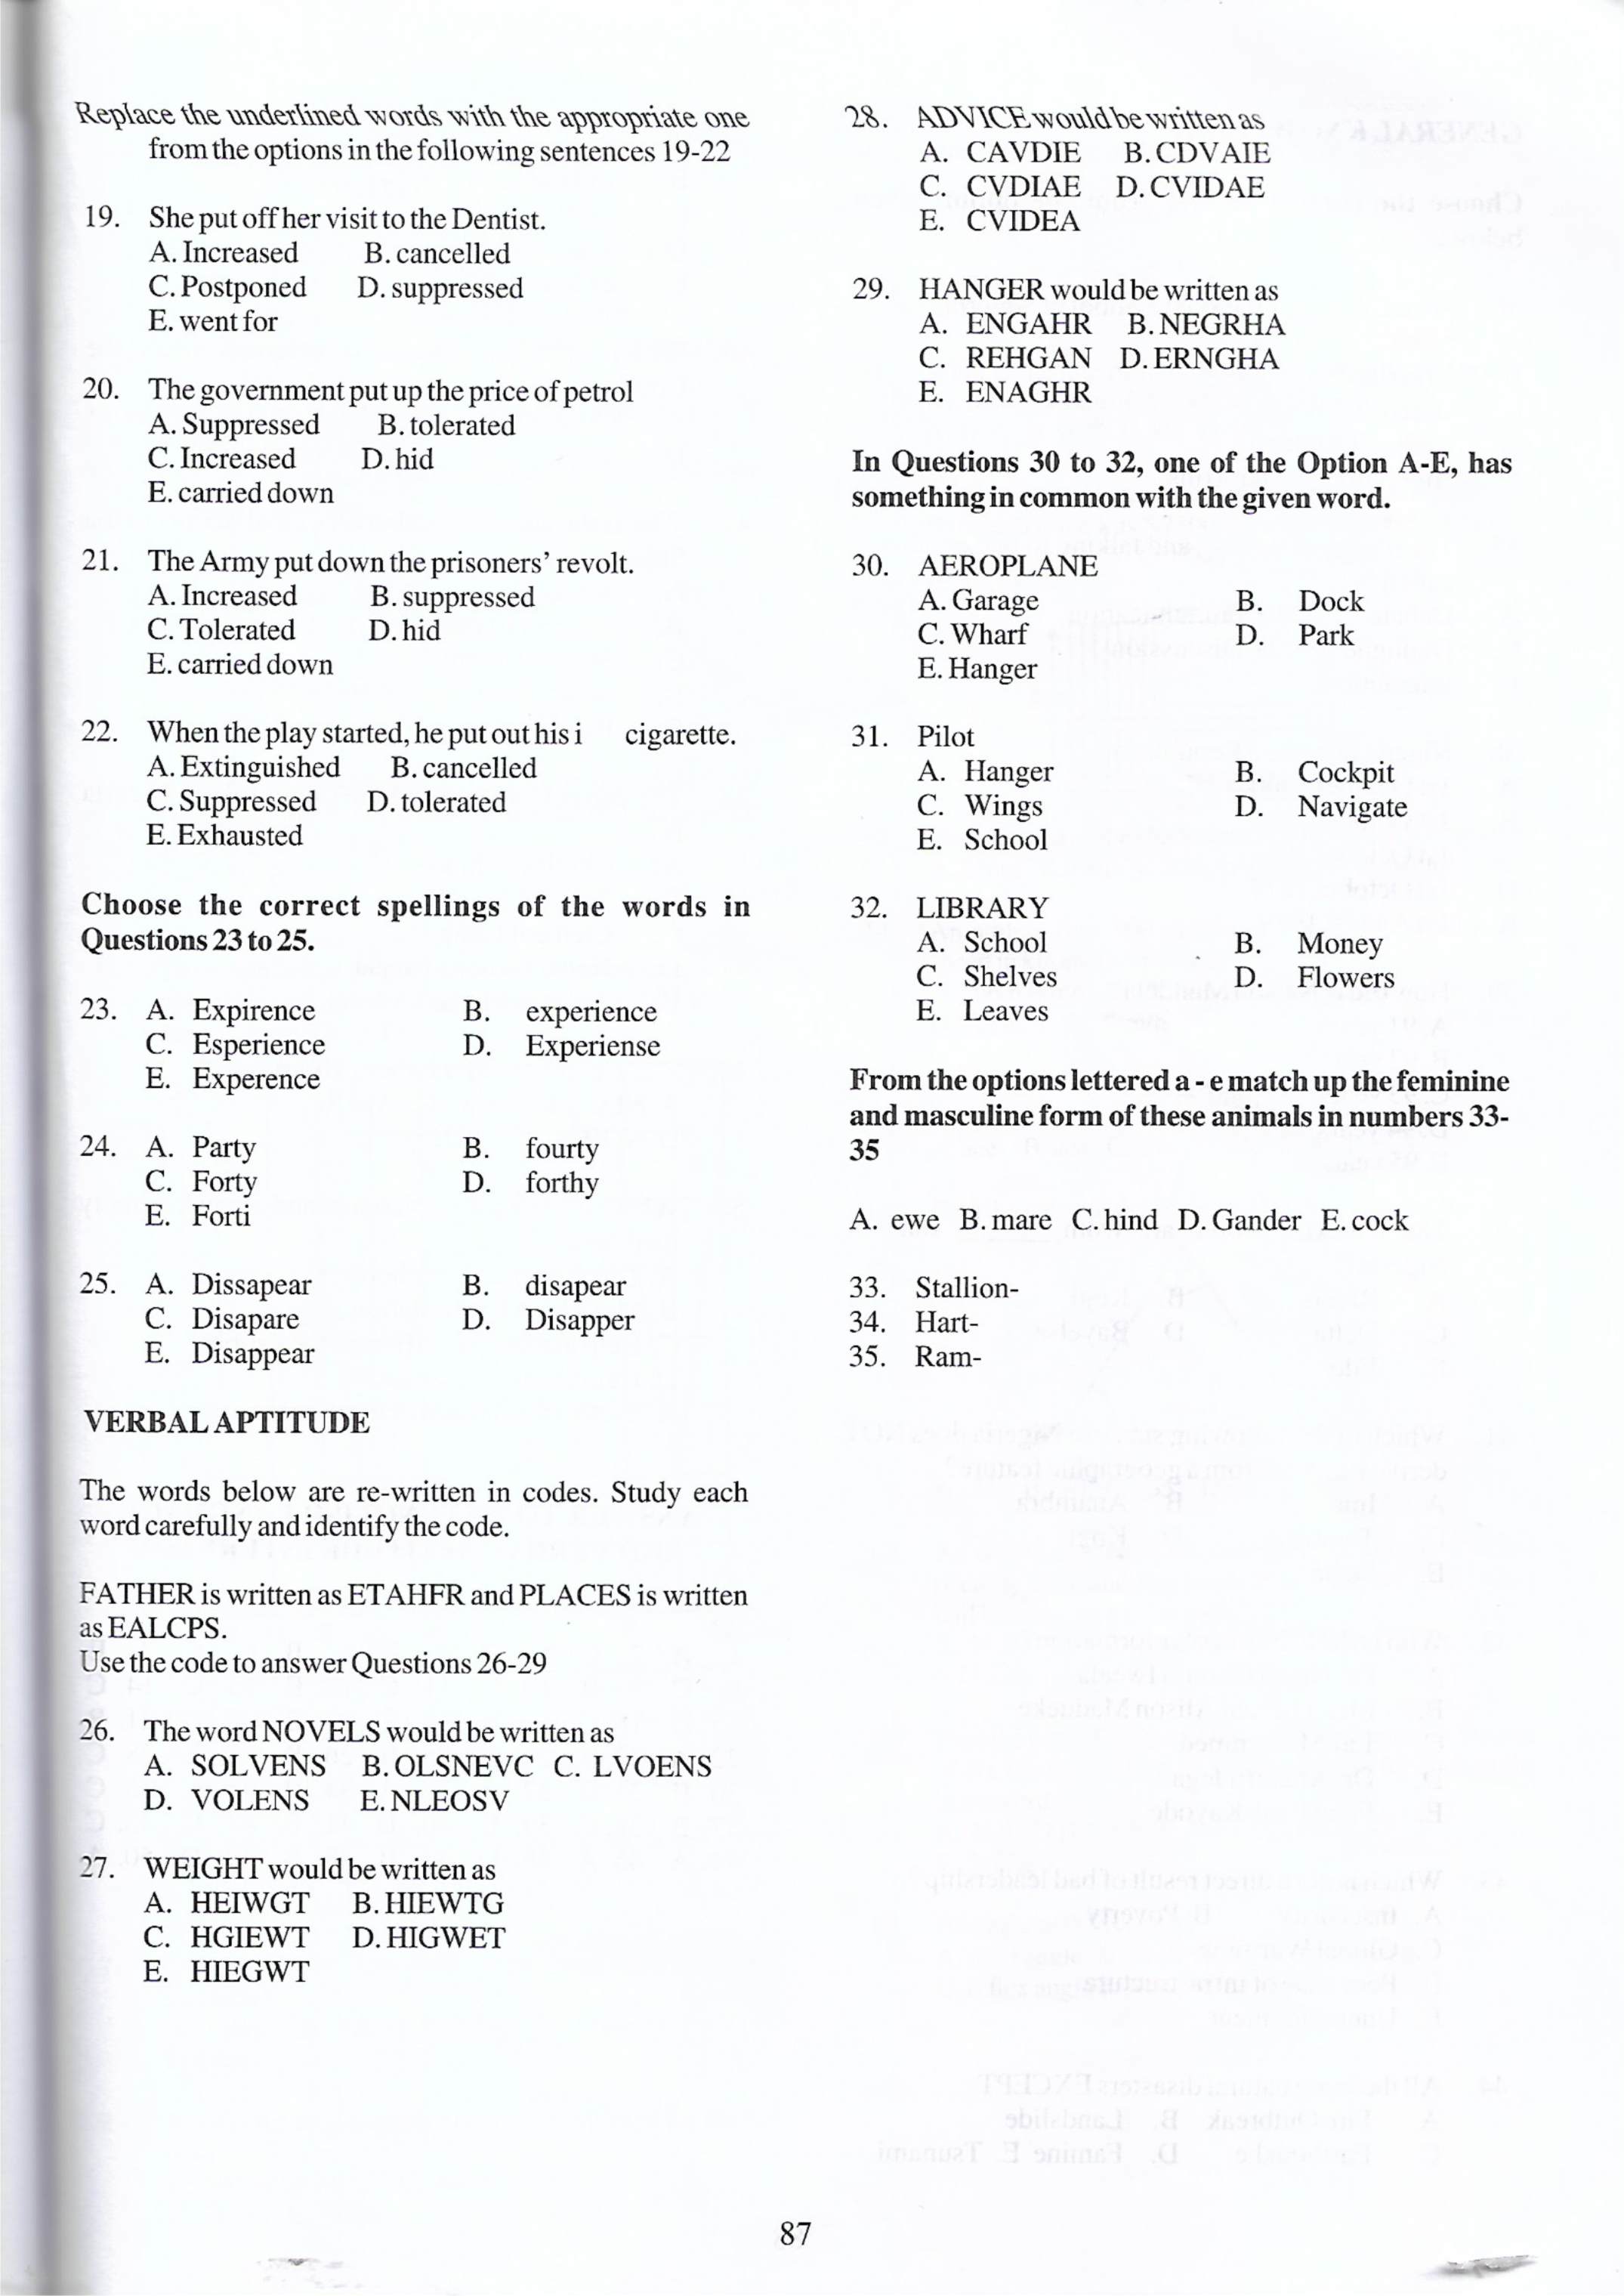 Replace the underlined words with the appropriate one
from the options in the following sentences 19-22
19. She put off her visit to the Dentist.
A. Increased B. cancelled
C. Postponed D. suppressed
E. went for
20. The government put up the price of petrol
A. Suppressed B. tolerated
C. Increased D. hid
E. carried down
21. The Army put down the prisoners' revolt.
A. Increased B. suppressed
C. Tolerated D. hid
E. carried down
22. When the play started, he put out his i cigarette.
A. Extinguished B. cancelled
C. Suppressed D. tolerated
E. Exhausted
Choose the correct spellings of the words in
Questions 23 to 25.
23. A. Expirence B. experience
C. Esperience D. Experiense
E. Experence
24. A. Party B. fourty
C. Forty D. forthy
E. Forti
25. A. Dissapear B. disapear
C. Disapare D. Disapper
E. Disappear
VERBAL APTITUDE
The words below are re-written in codes. Study each
word carefully and identify the code.
FATHER is written as ETAHFR and PLACES is written
as EALCPS.
Use the code to answer Questions 26-29
26. The word NOVELS would be written as
A. SOLVENS B. OLSNEVC C. LVOENS
D. VOLENS E. NLEOSV
27. WEIGHT would be written as
A. HEIWGT B. HIEWTG
C. HGIEWT D. HIGWET
E. HIEGWT
28. ADVICE would be written as
A. CAVDIE B. CDVAIE
C. CVDIAE D. CVIDAE
E. CVIDEA
29. HANGER would be written as
A. ENGAHR B. NEGRHA
C. REHGAN D. ERNGHA
E. ENAGHR
In Questions 30 to 32, one of the Option A-E, has
something in common with the given word.
30. AEROPLANE
A. Garage B. Dock
C. Wharf D. Park
E. Hanger
31. Pilot
A. Hanger B. Cockpit
C. Wings D. Navigate
E. School
32. LIBRARY
A. School B. Money
C. Shelves D. Flowers
E. Leaves
From the options lettered a - e match up the feminine
and masculine form of these animals in numbers 33-
35
A. ewe B. mare C. hind D. Gander E. cock
33. Stallion-
34. Hart-
35. Ram-
87